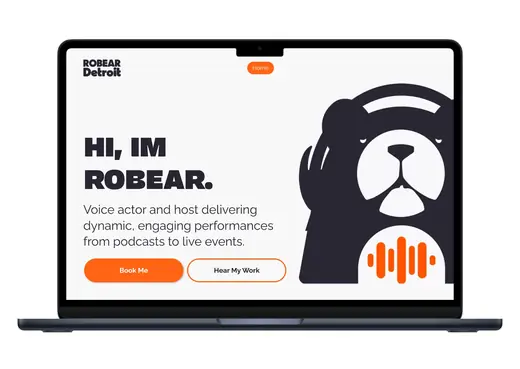 ROBEAR
Detroit
Home
HI, IM
ROBEAR.
Voice actor and host delivering
dynamic, engaging performances
from podcasts to live events.
Book Me
Hear My Work